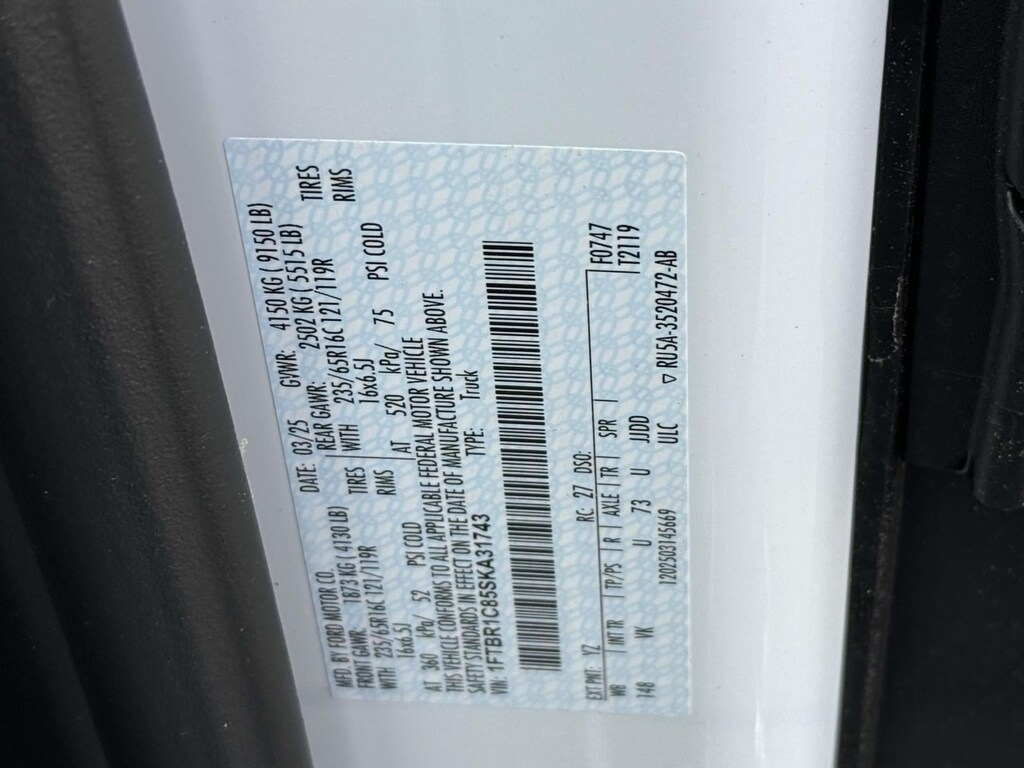 MFD. BY FORD MOTOR CO. DATE: 03/25 GVWR: 4150 KG ( 9150 LB)
FRONT GAWR: 1873 KG ( 4130 LB) REAR GAWR: 2502 KG ( 5515 LB)
WITH 235/65R16C 121/119R TIRES WITH 235/65R16C 121/119R TIRES
16x6.5J RIMS 16x6.5J RIMS
AT 360 kPa/ 52 PSI COLD AT 520 kPa/ 75 PSI COLD
THIS VEHICLE CONFORMS TO ALL APPLICABLE FEDERAL MOTOR VEHICLE
SAFETY STANDARDS IN EFFECT ON THE DATE OF MANUFACTURE SHOWN ABOVE.
VIN: 1FTBR1C85SKA31743 TYPE: Truck
EXT PNT: YZ RC: 27 DSO: F0747
WB INT TR TP/PS R AXLE TR SPR T2119
148 VK U 73 U JJDD
1202503145669 ULC ▽ RU5A-3520472-AB